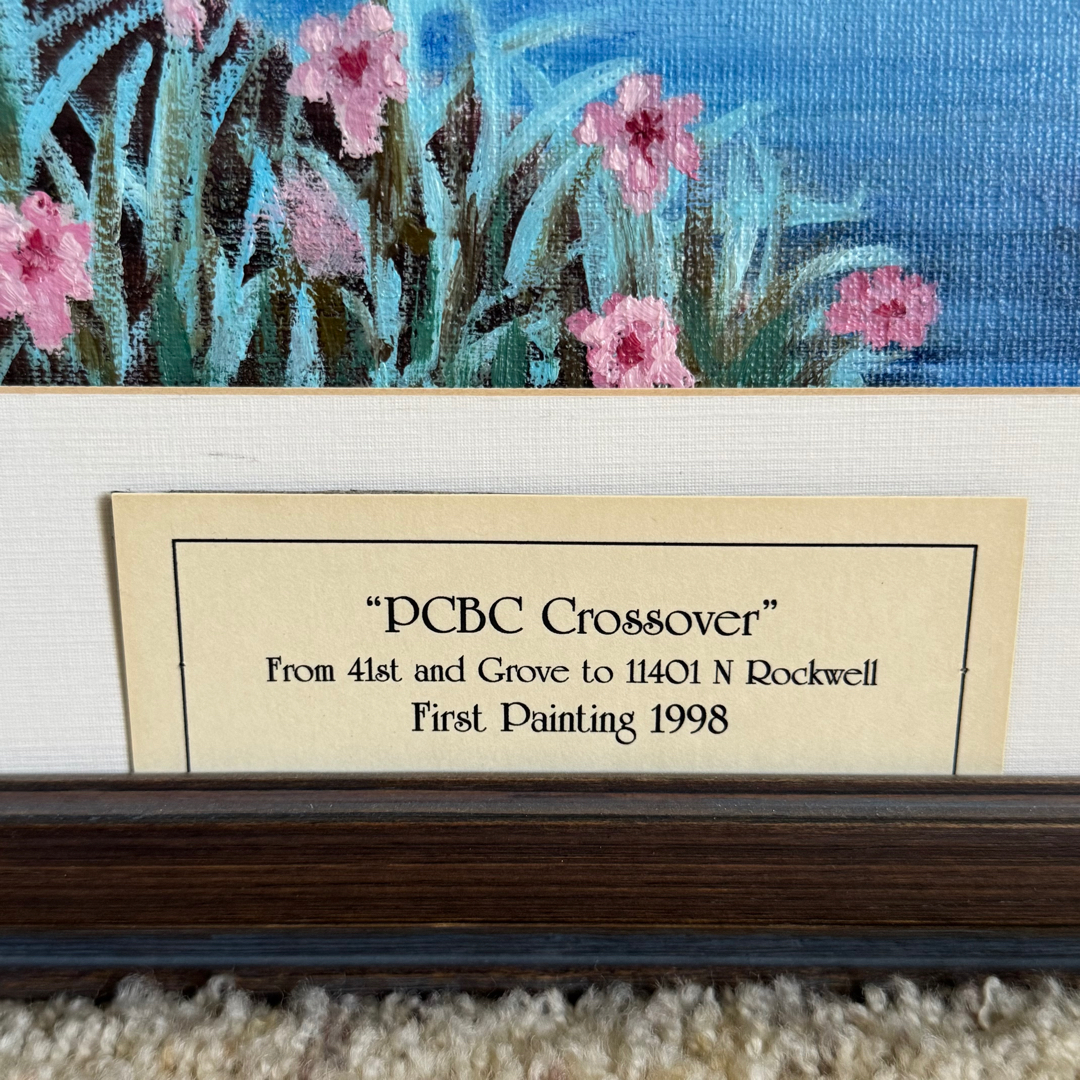 “PCBC Crossover”
From 41st and Grove to 11401 N Rockwell
First Painting 1998